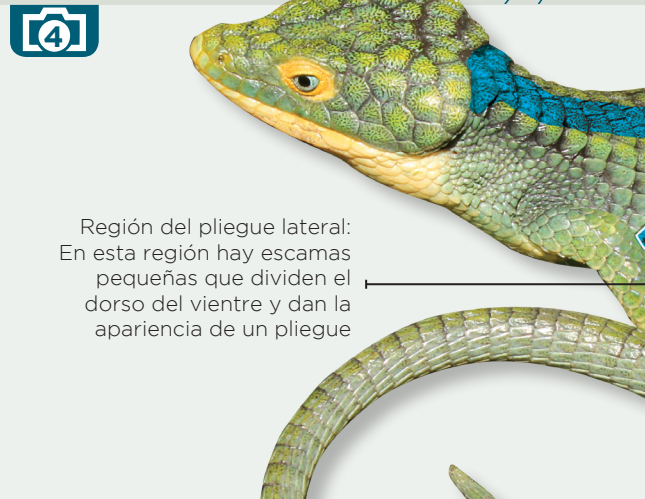 4
Región del pliegue lateral:
En esta región hay escamas
pequeñas que dividen el
dorso del vientre y dan la
apariencia de un pliegue